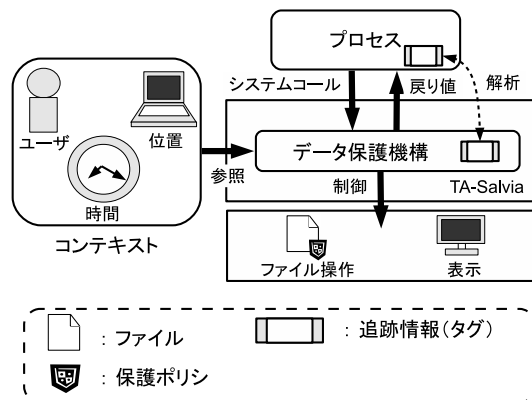 プロセス
システムコール
戻り値
解析
ユーザ
位置
時間
コンテキスト
参照
データ保護機構
制御
TA-Salvia
ファイル操作
表示
：ファイル
：追跡情報（タグ）
：保護ポリシ